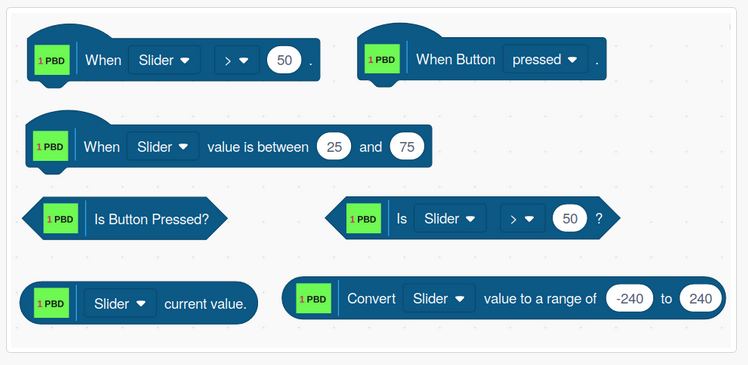 1 PBD When Slider > 50 .
1 PBD When Button pressed .
1 PBD When Slider value is between 25 and 75
1 PBD Is Button Pressed?
1 PBD Is Slider > 50 ?
1 PBD Slider current value.
1 PBD Convert Slider value to a range of -240 to 240